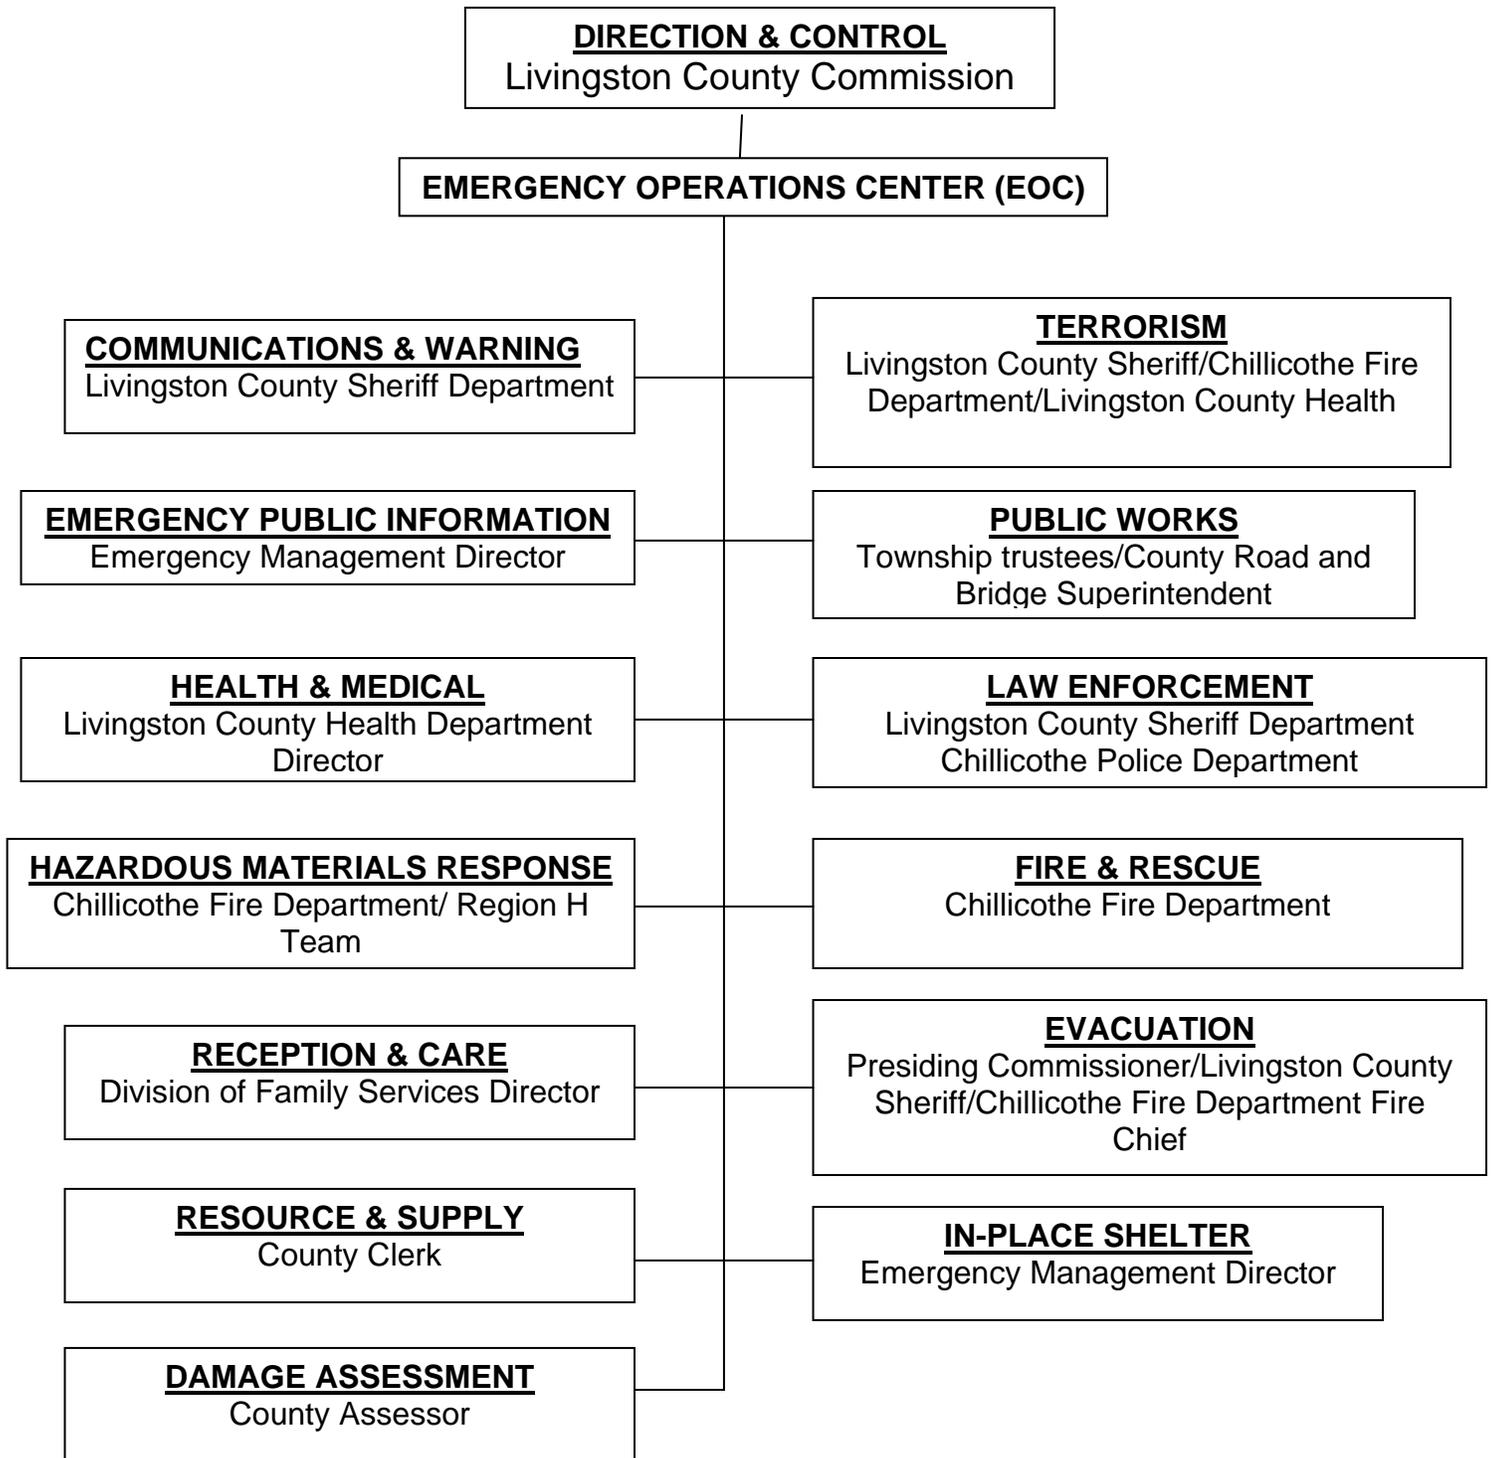 DIRECTION & CONTROL
Livingston County Commission
EMERGENCY OPERATIONS CENTER (EOC)
COMMUNICATIONS & WARNING
Livingston County Sheriff Department
TERRORISM
Livingston County Sheriff/Chillicothe Fire
Department/Livingston County Health
EMERGENCY PUBLIC INFORMATION
Emergency Management Director
PUBLIC WORKS
Township trustees/County Road and
Bridge Superintendent
HEALTH & MEDICAL
Livingston County Health Department
Director
LAW ENFORCEMENT
Livingston County Sheriff Department
Chillicothe Police Department
HAZARDOUS MATERIALS RESPONSE
Chillicothe Fire Department/ Region H
Team
FIRE & RESCUE
Chillicothe Fire Department
RECEPTION & CARE
Division of Family Services Director
EVACUATION
Presiding Commissioner/Livingston County
Sheriff/Chillicothe Fire Department Fire
Chief
RESOURCE & SUPPLY
County Clerk
IN-PLACE SHELTER
Emergency Management Director
DAMAGE ASSESSMENT
County Assessor